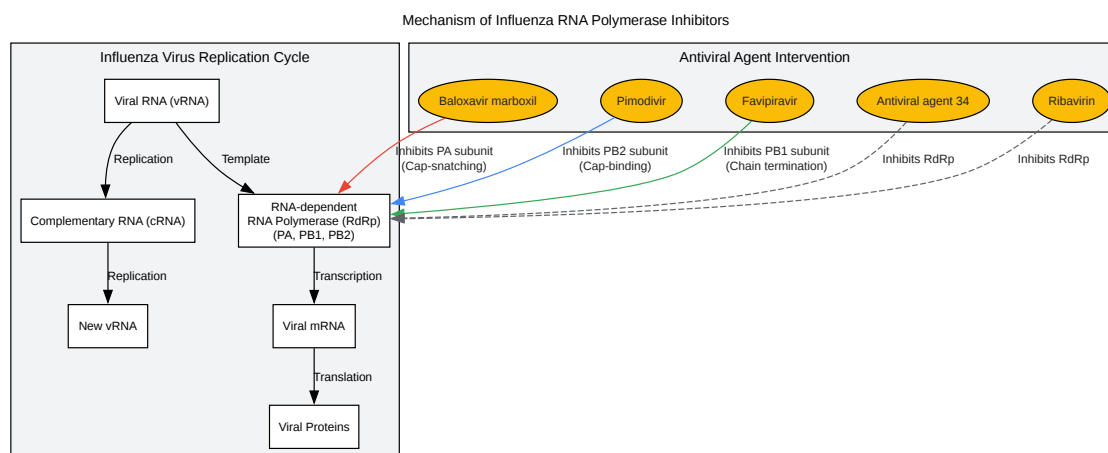 Mechanism of Influenza RNA Polymerase Inhibitors
Influenza Virus Replication Cycle
Antiviral Agent Intervention
Viral RNA (vRNA)
Baloxavir marboxil
Pimodivir
Favipiravir
Antiviral agent 34
Ribavirin
Replication
Template
Inhibits PA subunit
(Cap-snatching)
Inhibits PB2 subunit
(Cap-binding)
Inhibits PB1 subunit
(Chain termination)
Inhibits RdRp
Inhibits RdRp
Complementary RNA (cRNA)
RNA-dependent
RNA Polymerase (RdRp)
(PA, PB1, PB2)
Replication
Transcription
New vRNA
Viral mRNA
Translation
Viral Proteins